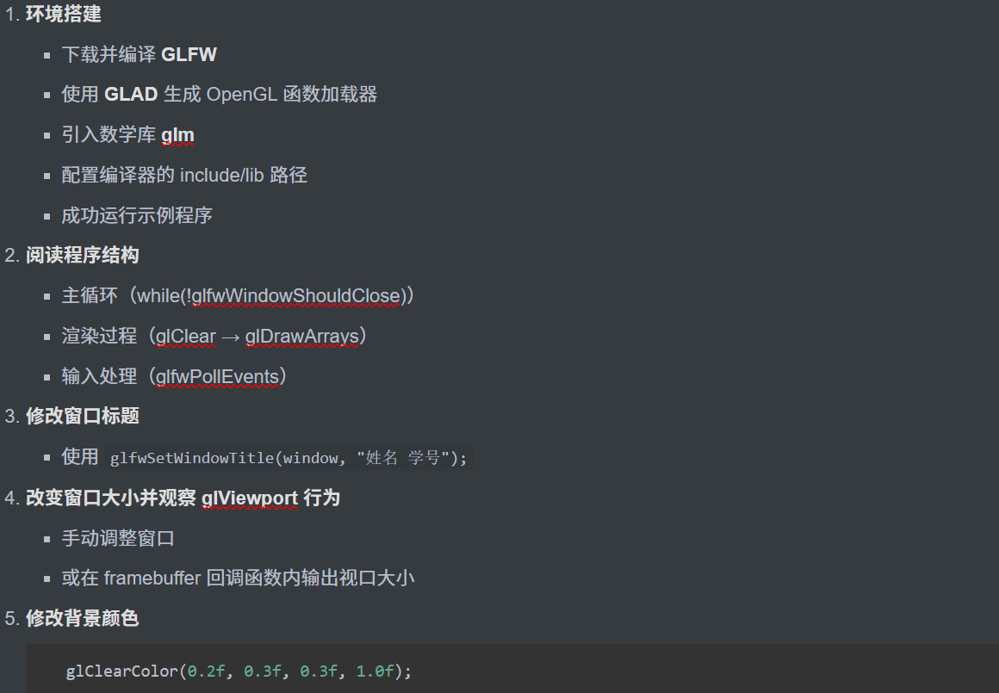 1. 环境搭建
▪ 下载并编译 GLFW
▪ 使用 GLAD 生成 OpenGL 函数加载器
▪ 引入数学库 glm
▪ 配置编译器的 include/lib 路径
▪ 成功运行示例程序
2. 阅读程序结构
▪ 主循环（while(!glfwWindowShouldClose)）
▪ 渲染过程（glClear → glDrawArrays）
▪ 输入处理（glfwPollEvents）
3. 修改窗口标题
▪ 使用 glfwSetWindowTitle(window, "姓名 学号");
4. 改变窗口大小并观察 glViewport 行为
▪ 手动调整窗口
▪ 或在 framebuffer 回调函数内输出视口大小
5. 修改背景颜色
glClearColor(0.2f, 0.3f, 0.3f, 1.0f);